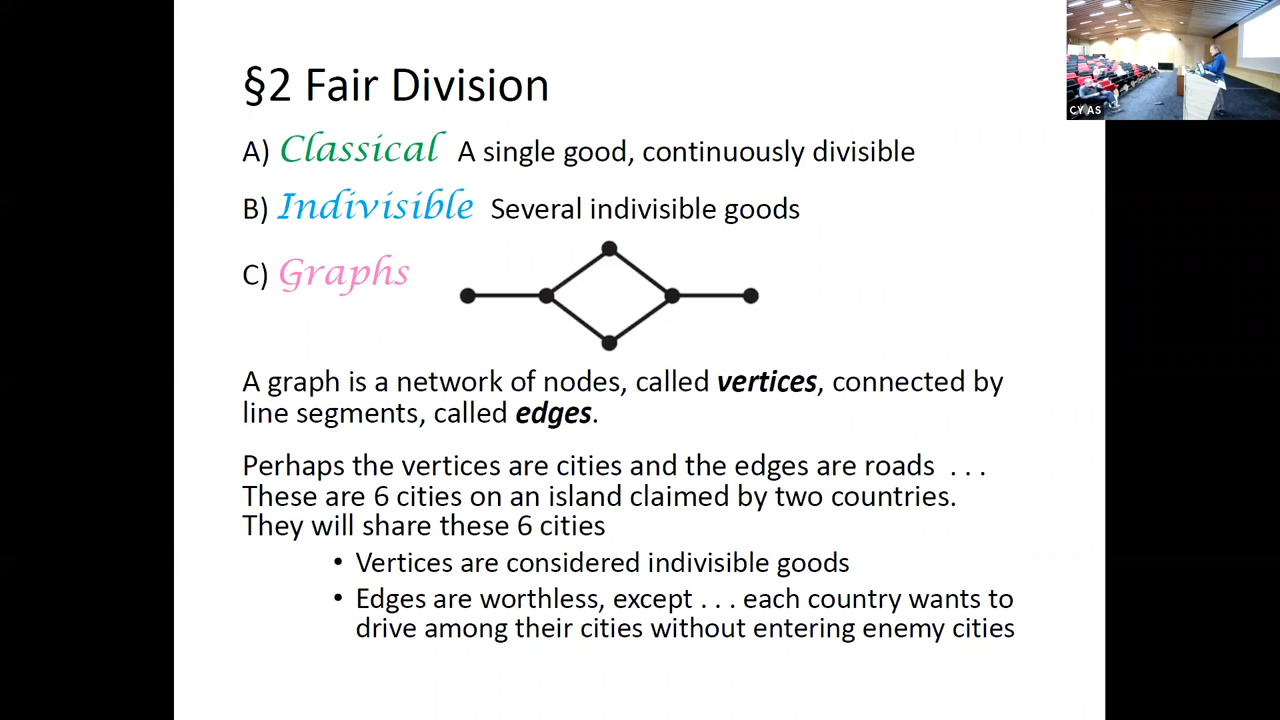 §2 Fair Division
A) Classical A single good, continuously divisible
B) Indivisible Several indivisible goods
C) Graphs
A graph is a network of nodes, called vertices, connected by
line segments, called edges.
Perhaps the vertices are cities and the edges are roads . . .
These are 6 cities on an island claimed by two countries.
They will share these 6 cities
• Vertices are considered indivisible goods
• Edges are worthless, except . . . each country wants to
drive among their cities without entering enemy cities
CY AS